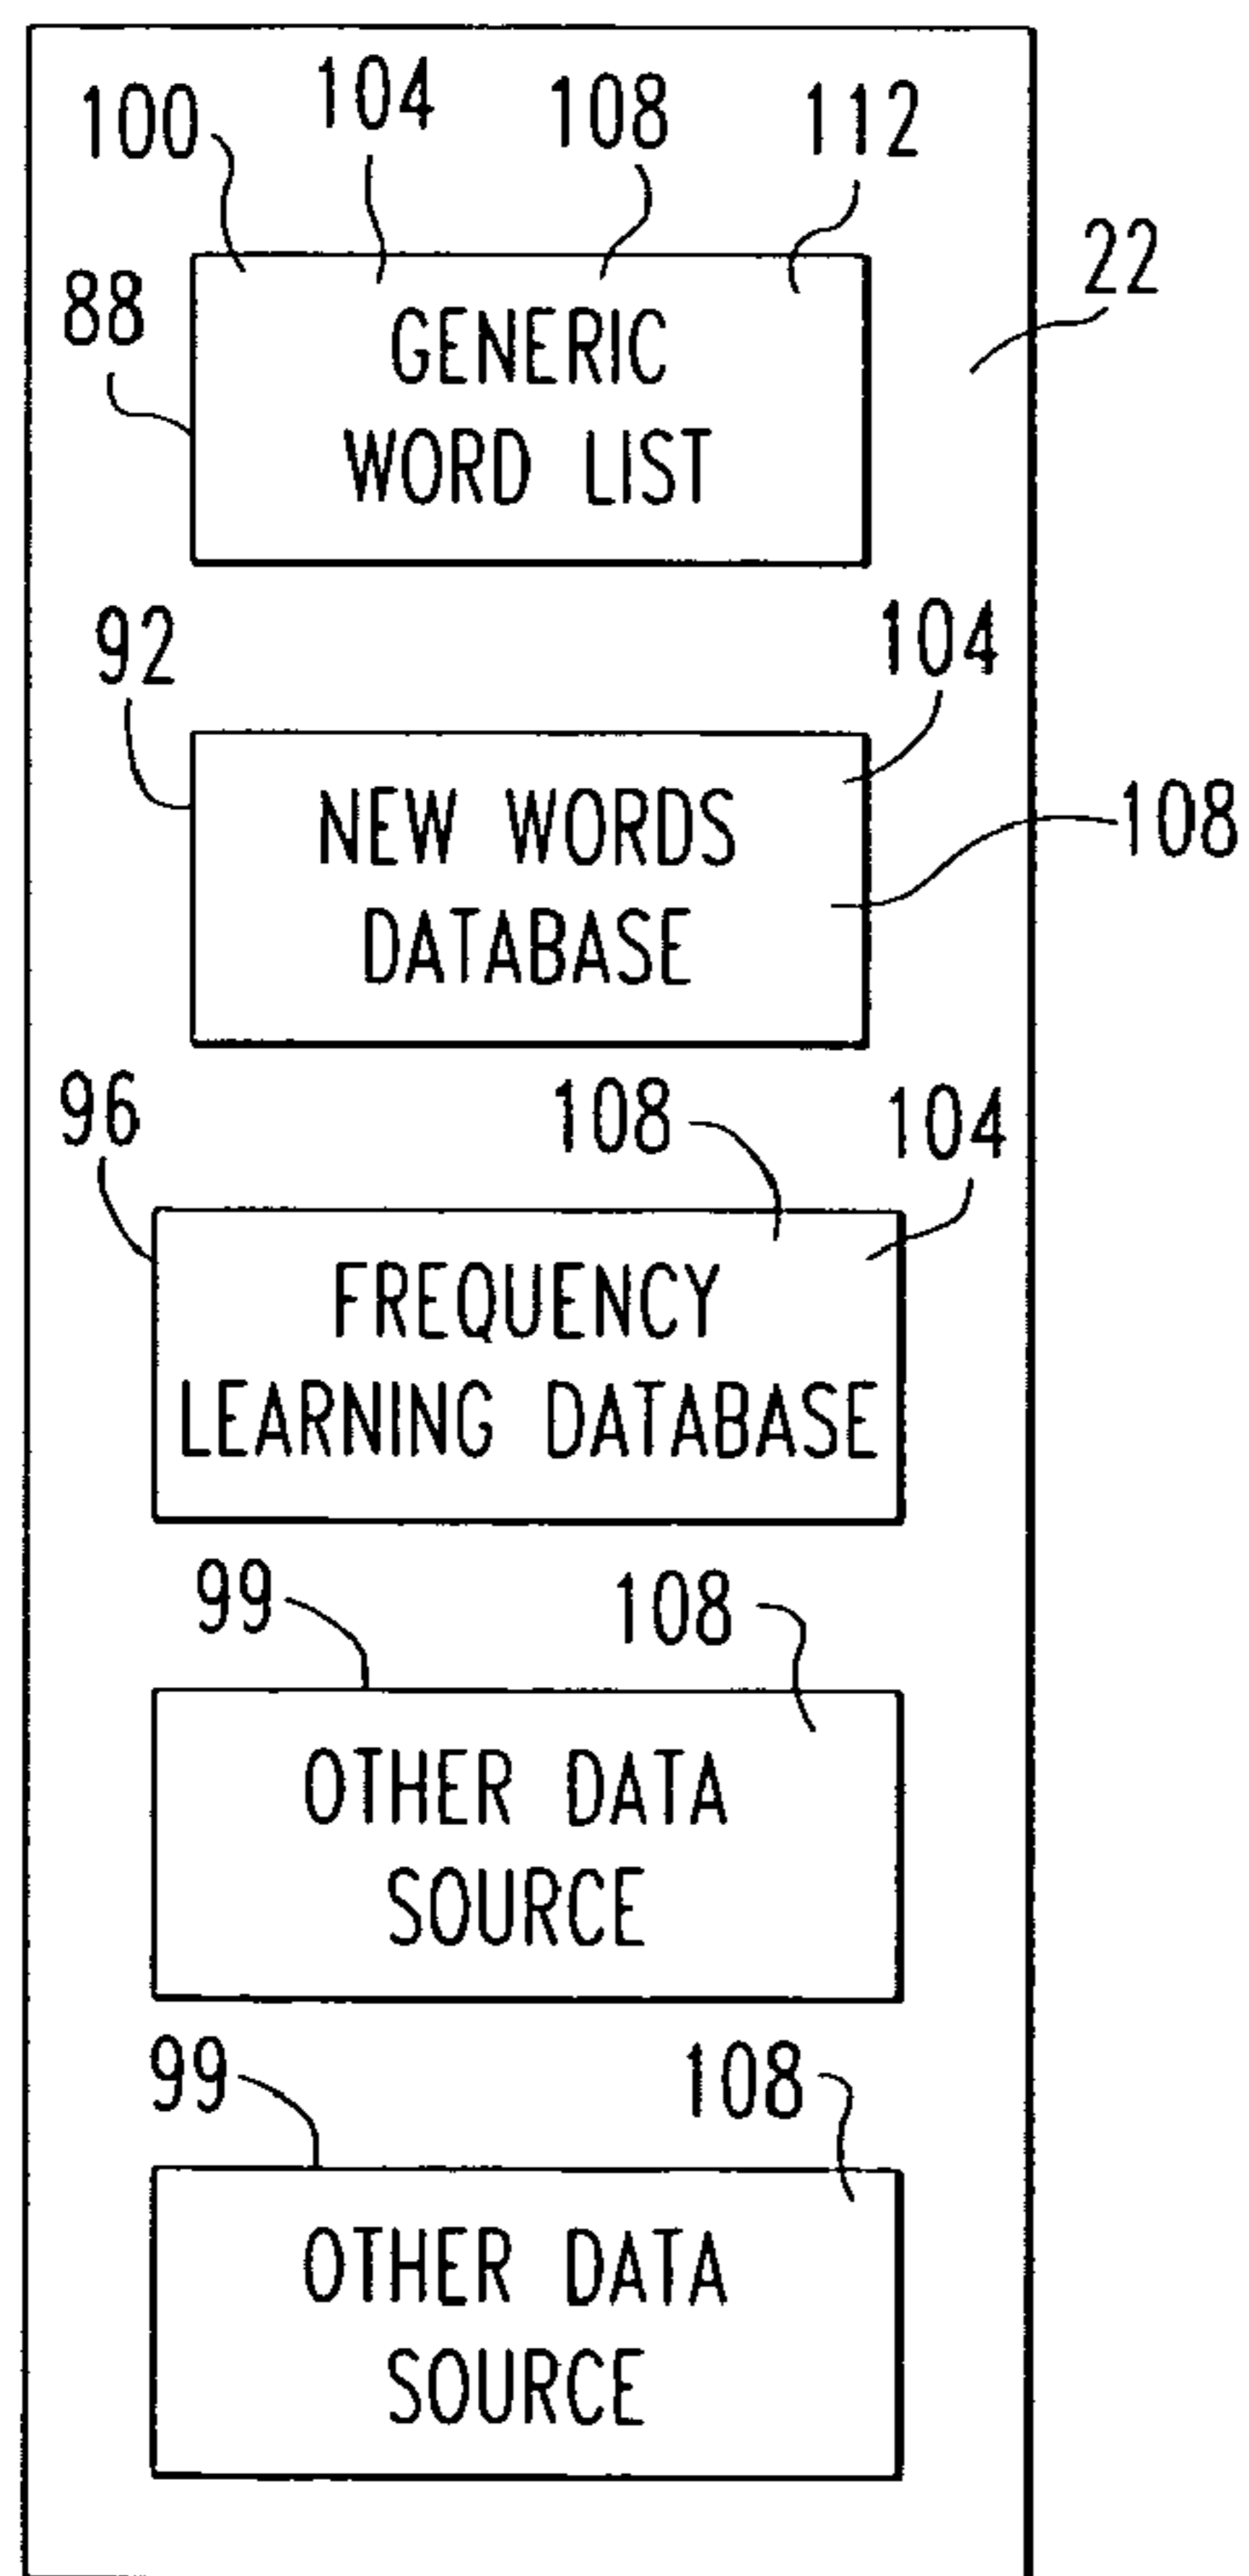 100 104 108 112
22
88
GENERIC
WORD LIST
92
104
NEW WORDS
108
DATABASE
96
108
104
FREQUENCY
LEARNING DATABASE
99
108
OTHER DATA
SOURCE
99
108
OTHER DATA
SOURCE